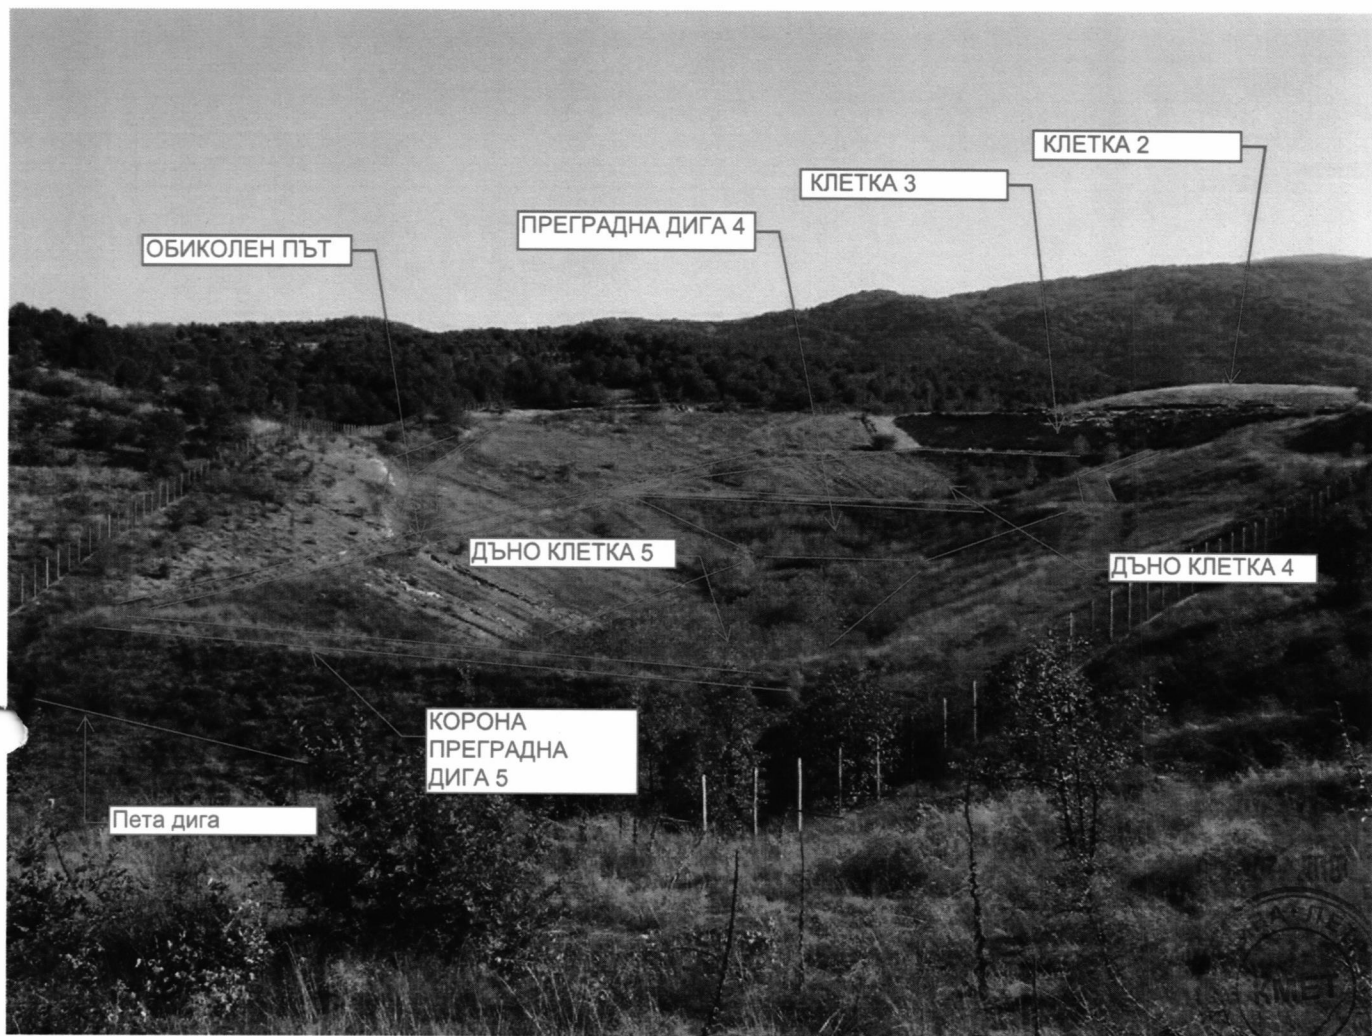 КЛЕТКА 2
КЛЕТКА 3
ПРЕГРАДНА ДИГА 4
ОБИКОЛЕН ПЪТ
ДЪНО КЛЕТКА 5
ДЪНО КЛЕТКА 4
КОРОНА
ПРЕГРАДНА
ДИГА 5
Пета дига
КМЕТ